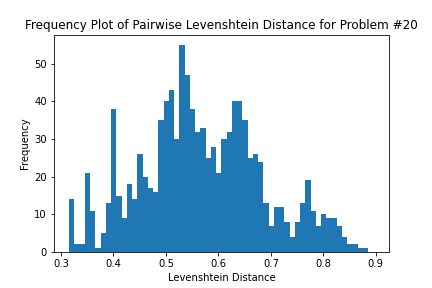 Frequency Plot of Pairwise Levenshtein Distance for Problem #20
Frequency
50
40
30
20
10
0
0.3 0.4 0.5 0.6 0.7 0.8 0.9
Levenshtein Distance